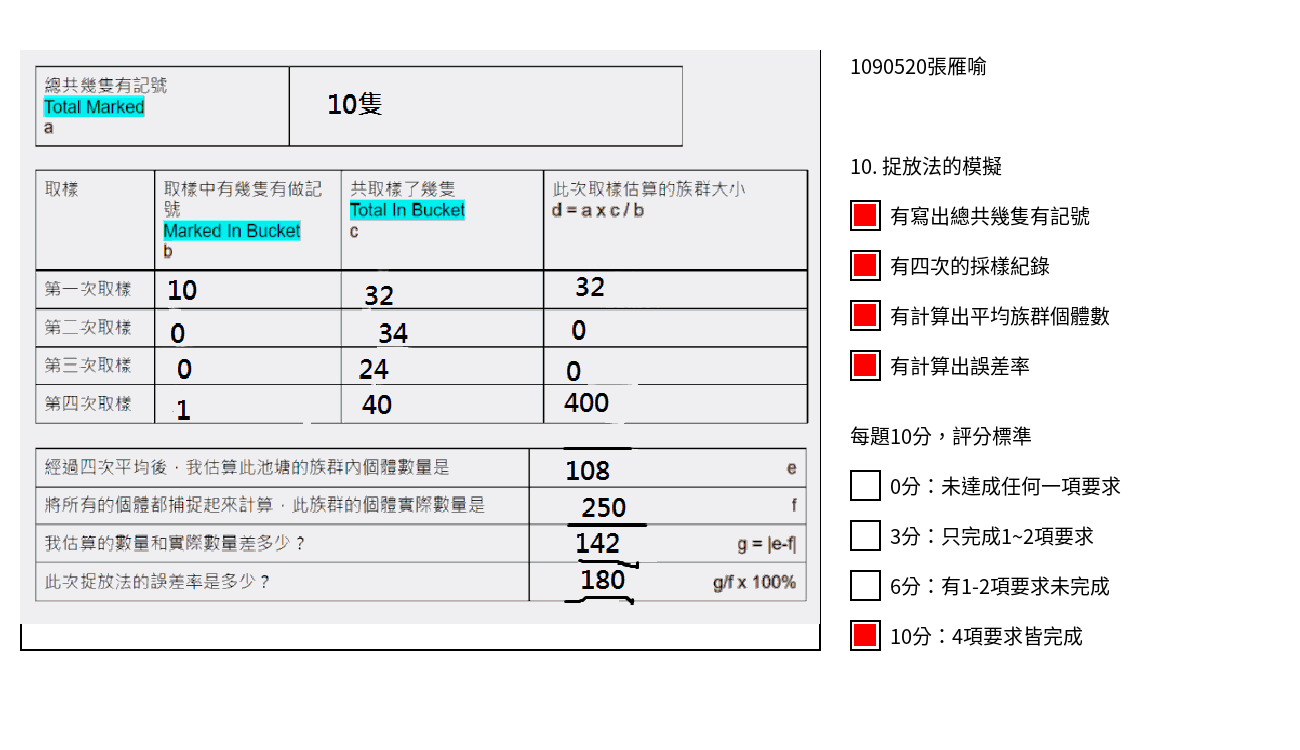 總共幾隻有記號
Total Marked
a
10隻
取樣
取樣中有幾隻有做記
號
Marked In Bucket
b
共取樣了幾隻
Total In Bucket
c
此次取樣估算的族群大小
d = a x c / b
第一次取樣 10 32 32
第二次取樣 0 34 0
第三次取樣 0 24 0
第四次取樣 1 40 400
經過四次平均後，我估算此池塘的族群內個體數量是 108 e
將所有的個體都捕捉起來計算，此族群的個體實際數量是 250 f
我估算的數量和實際數量差多少？ 142 g = |e-f|
此次捉放法的誤差率是多少？ 180 g/f x 100%
1090520張雁喻
10. 捉放法的模擬
有寫出總共幾隻有記號
有四次的採樣紀錄
有計算出平均族群個體數
有計算出誤差率
每題10分，評分標準
0分：未達成任何一項要求
3分：只完成1~2項要求
6分：有1-2項要求未完成
10分：4項要求皆完成